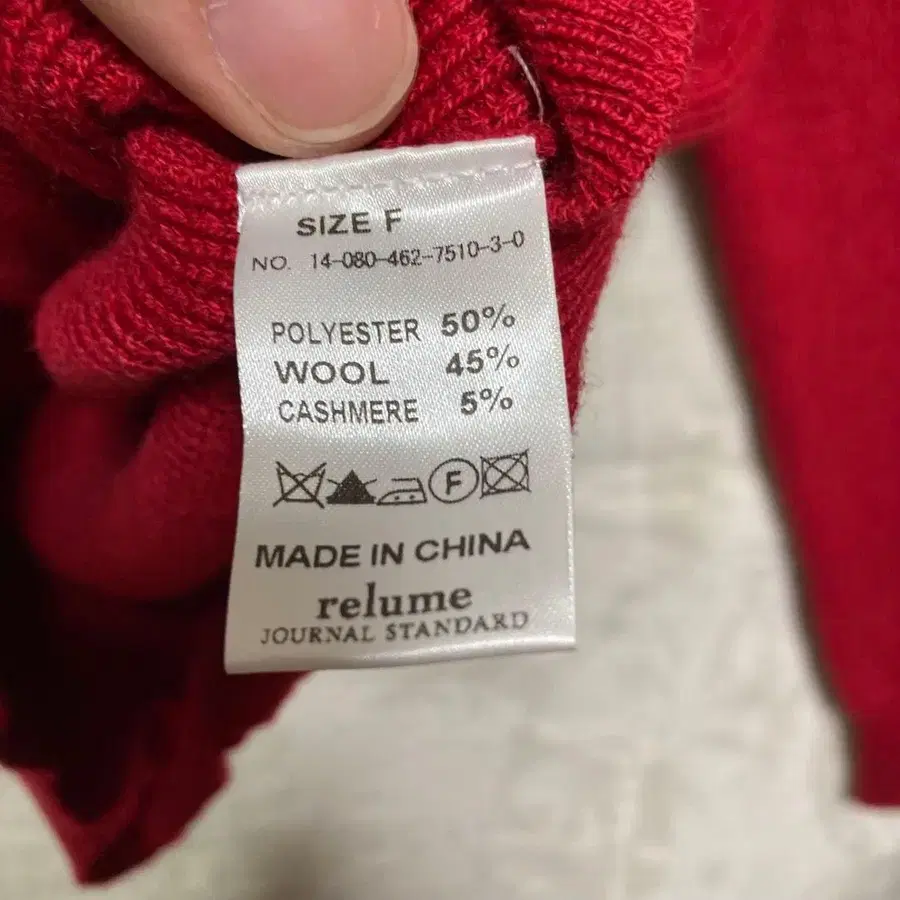 SIZE F
NO. 14-080-462-7510-3-0
POLYESTER 50%
WOOL 45%
CASHMERE 5%
F
MADE IN CHINA
relume
JOURNAL STANDARD